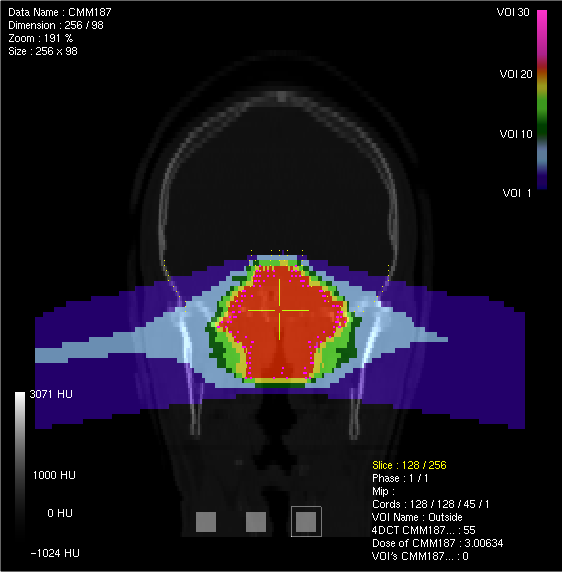 Data Name : CMM187
Dimension : 256 / 98
Zoom : 191 %
Size : 256 x 98
VOI 30
VOI 20
VOI 10
VOI 1
3071 HU
1000 HU
0 HU
−1024 HU
Slice : 128 / 256
Phase : 1 / 1
Mip :
Cords : 128 / 128 / 45 / 1
VOI Name : Outside
4DCT CMM187... : 55
Dose of CMM187 : 3.00634
VOI's CMM187... : 0